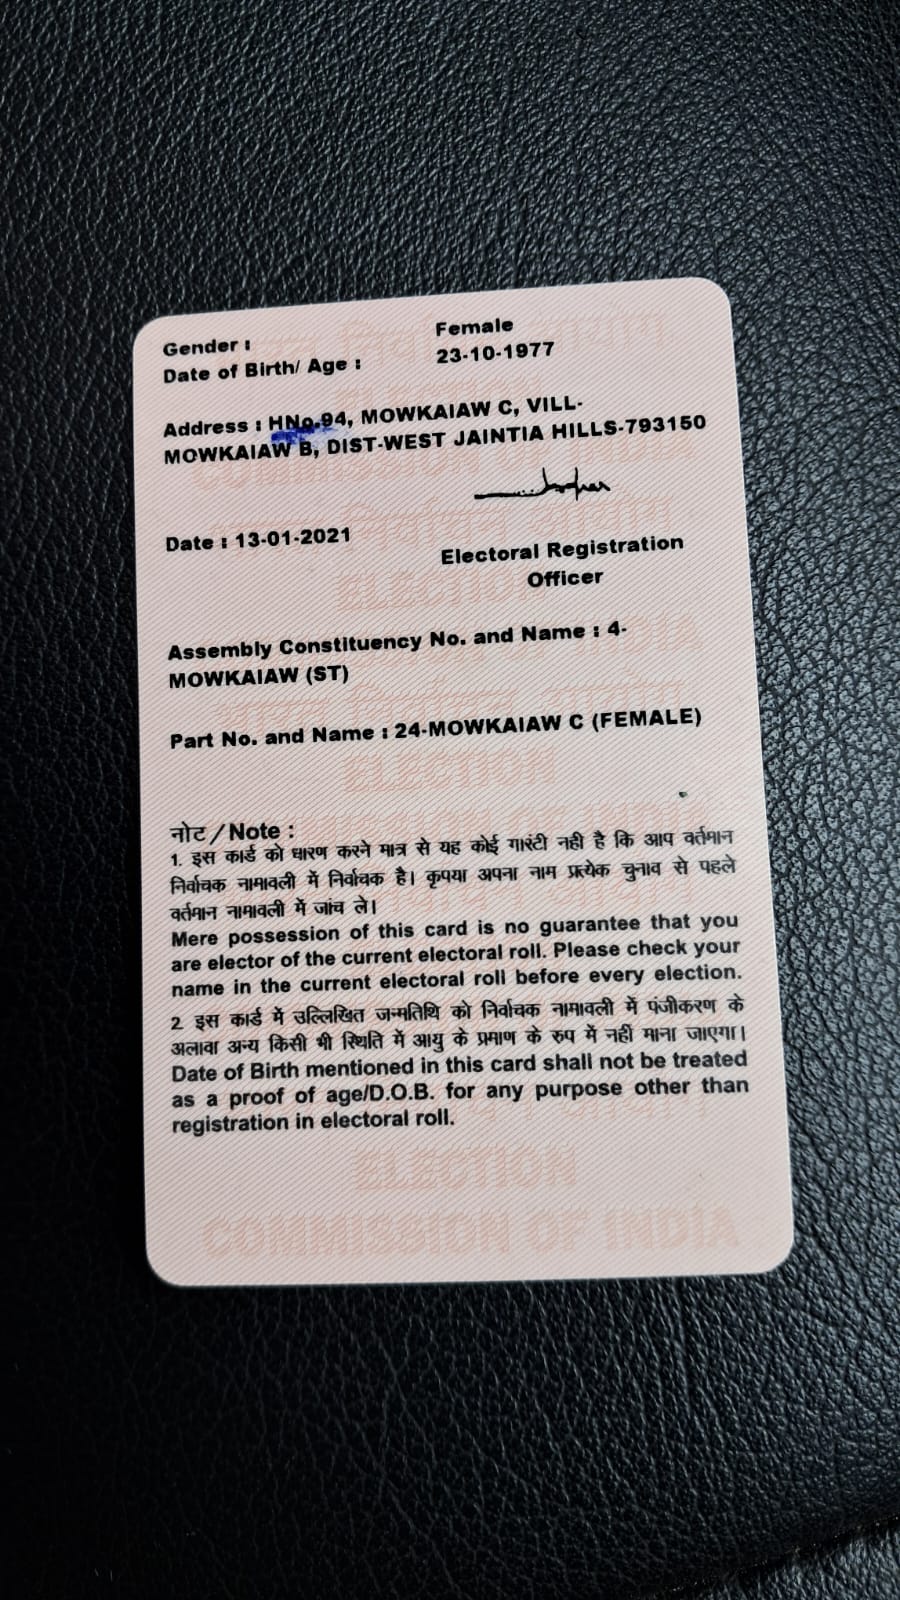 Gender : Female
Date of Birth/ Age : 23-10-1977
Address : HNo.94, MOWKAIAW C, VILL-
MOWKAIAW B, DIST-WEST JAINTIA HILLS-793150
Date : 13-01-2021
Electoral Registration
Officer
Assembly Constituency No. and Name : 4-
MOWKAIAW (ST)
Part No. and Name : 24-MOWKAIAW C (FEMALE)
नोट /Note :
1. इस कार्ड को धारण करने मात्र से यह कोई गारंटी नही है कि आप वर्तमान
निर्वाचक नामावली में निर्वाचक है। कृपया अपना नाम प्रत्येक चुनाव से पहले
वर्तमान नामावली में जांच ले।
Mere possession of this card is no guarantee that you
are elector of the current electoral roll. Please check your
name in the current electoral roll before every election.
2 इस कार्ड में उल्लिखित जन्मतिथि को निर्वाचक नामावली में पंजीकरण के
अलावा अन्य किसी भी स्थिति में आयु के प्रमाण के रुप में नहीं माना जाएगा।
Date of Birth mentioned in this card shall not be treated
as a proof of age/D.O.B. for any purpose other than
registration in electoral roll.
ELECTION
COMMISSION OF INDIA